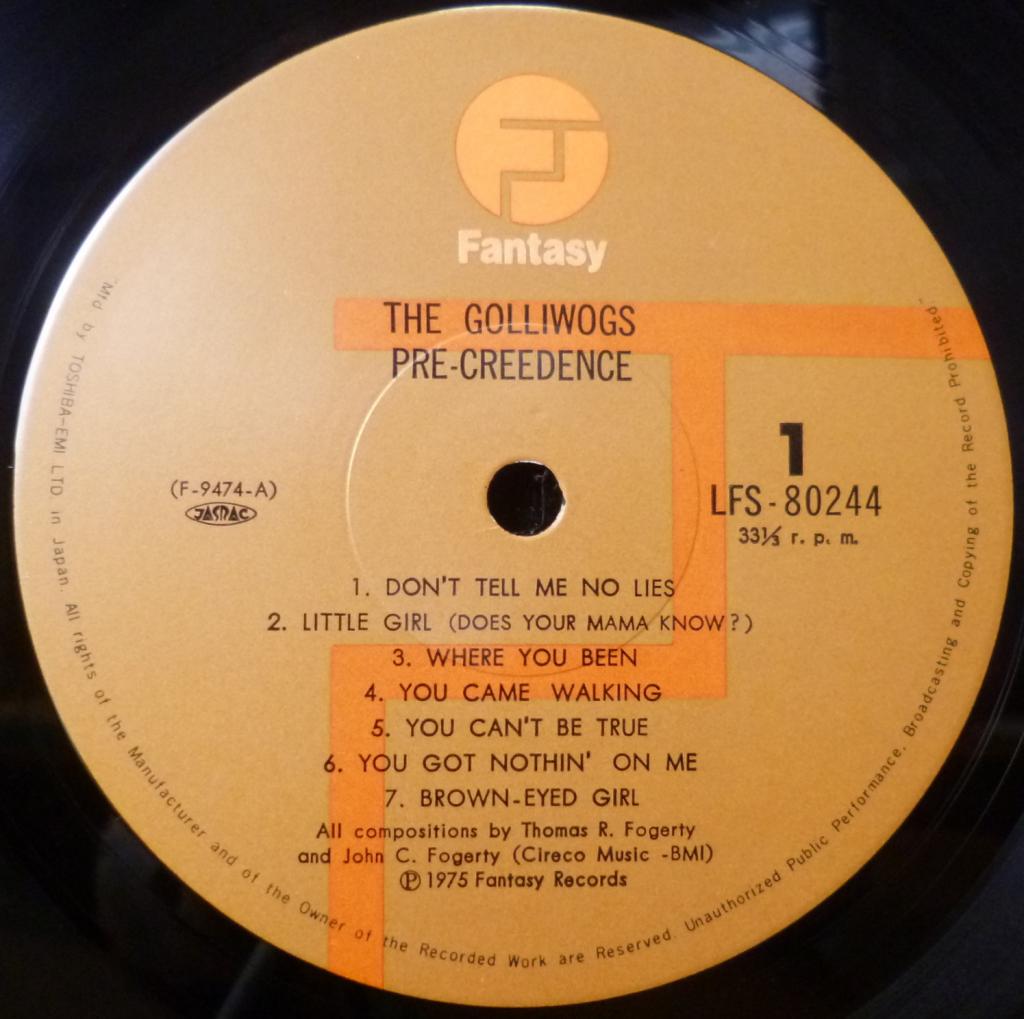 Fantasy
THE GOLLIWOGS
PRE-CREEDENCE
1
LFS-80244
33⅓ r. p. m.
(F-9474-A)
JASRAC
1. DON'T TELL ME NO LIES
2. LITTLE GIRL (DOES YOUR MAMA KNOW?)
3. WHERE YOU BEEN
4. YOU CAME WALKING
5. YOU CAN'T BE TRUE
6. YOU GOT NOTHIN' ON ME
7. BROWN-EYED GIRL
All compositions by Thomas R. Fogerty
and John C. Fogerty (Cireco Music -BMI)
Ⓟ 1975 Fantasy Records
"Mfd by TOSHIBA-EMI LTD in Japan. All rights of the Manufacturer and of the Owner of the Recorded Work are Reserved. Unauthorized Public Performance, Broadcasting and Copying of the Record Prohibited"